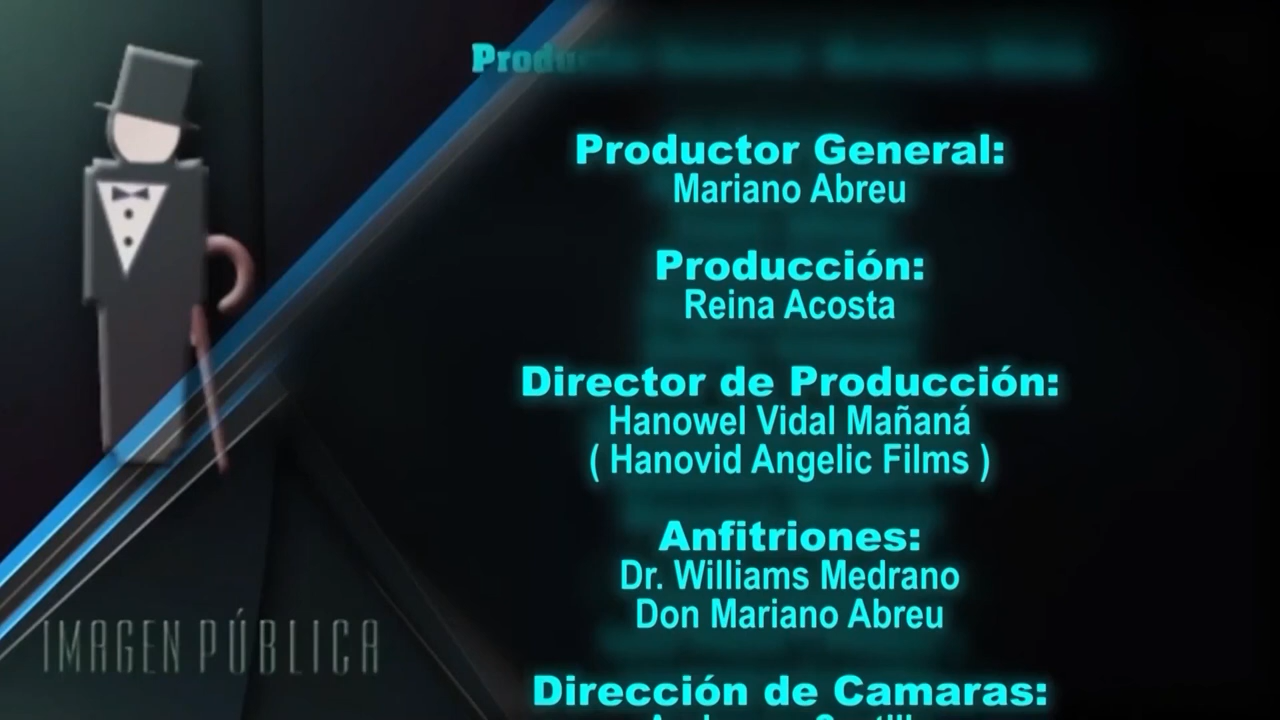 Productor General:
Mariano Abreu
Producción:
Reina Acosta
Director de Producción:
Hanowel Vidal Mañaná
( Hanovid Angelic Films )
Anfitriones:
Dr. Williams Medrano
Don Mariano Abreu
Dirección de Camaras:
IMAGEN PÚBLICA